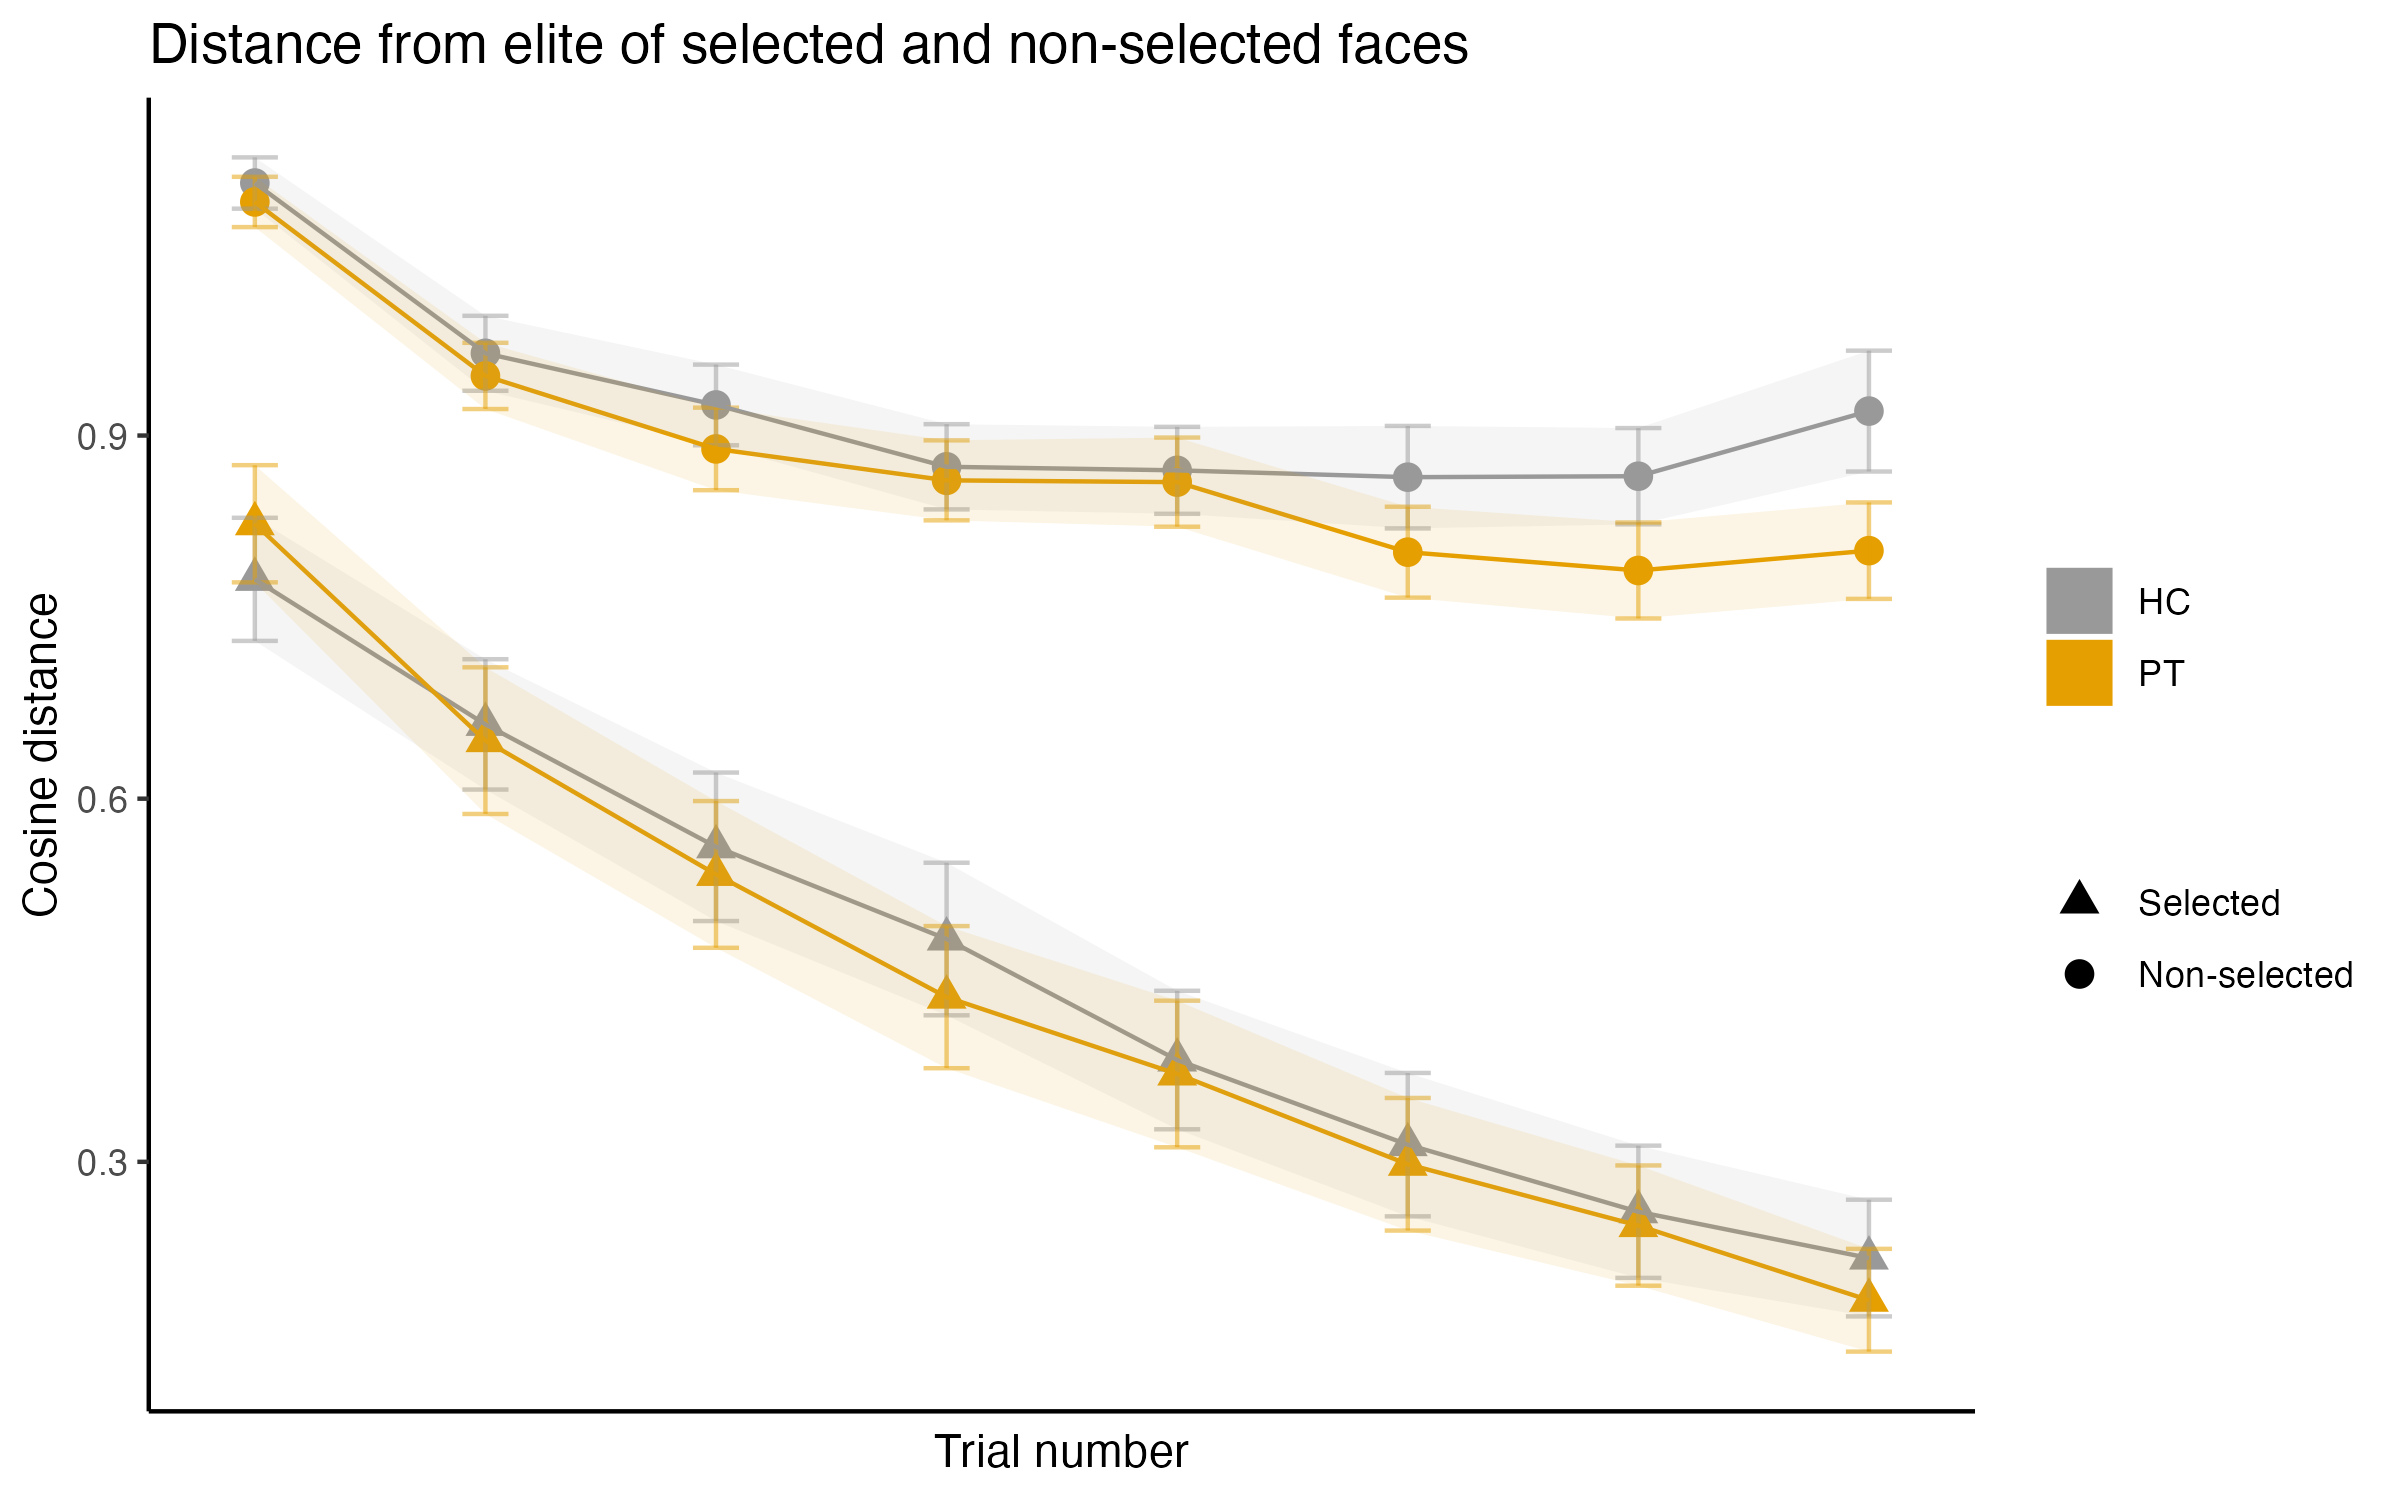 Distance from elite of selected and non-selected faces
Cosine distance
0.9
0.6
0.3
Trial number
HC
PT
Selected
Non-selected